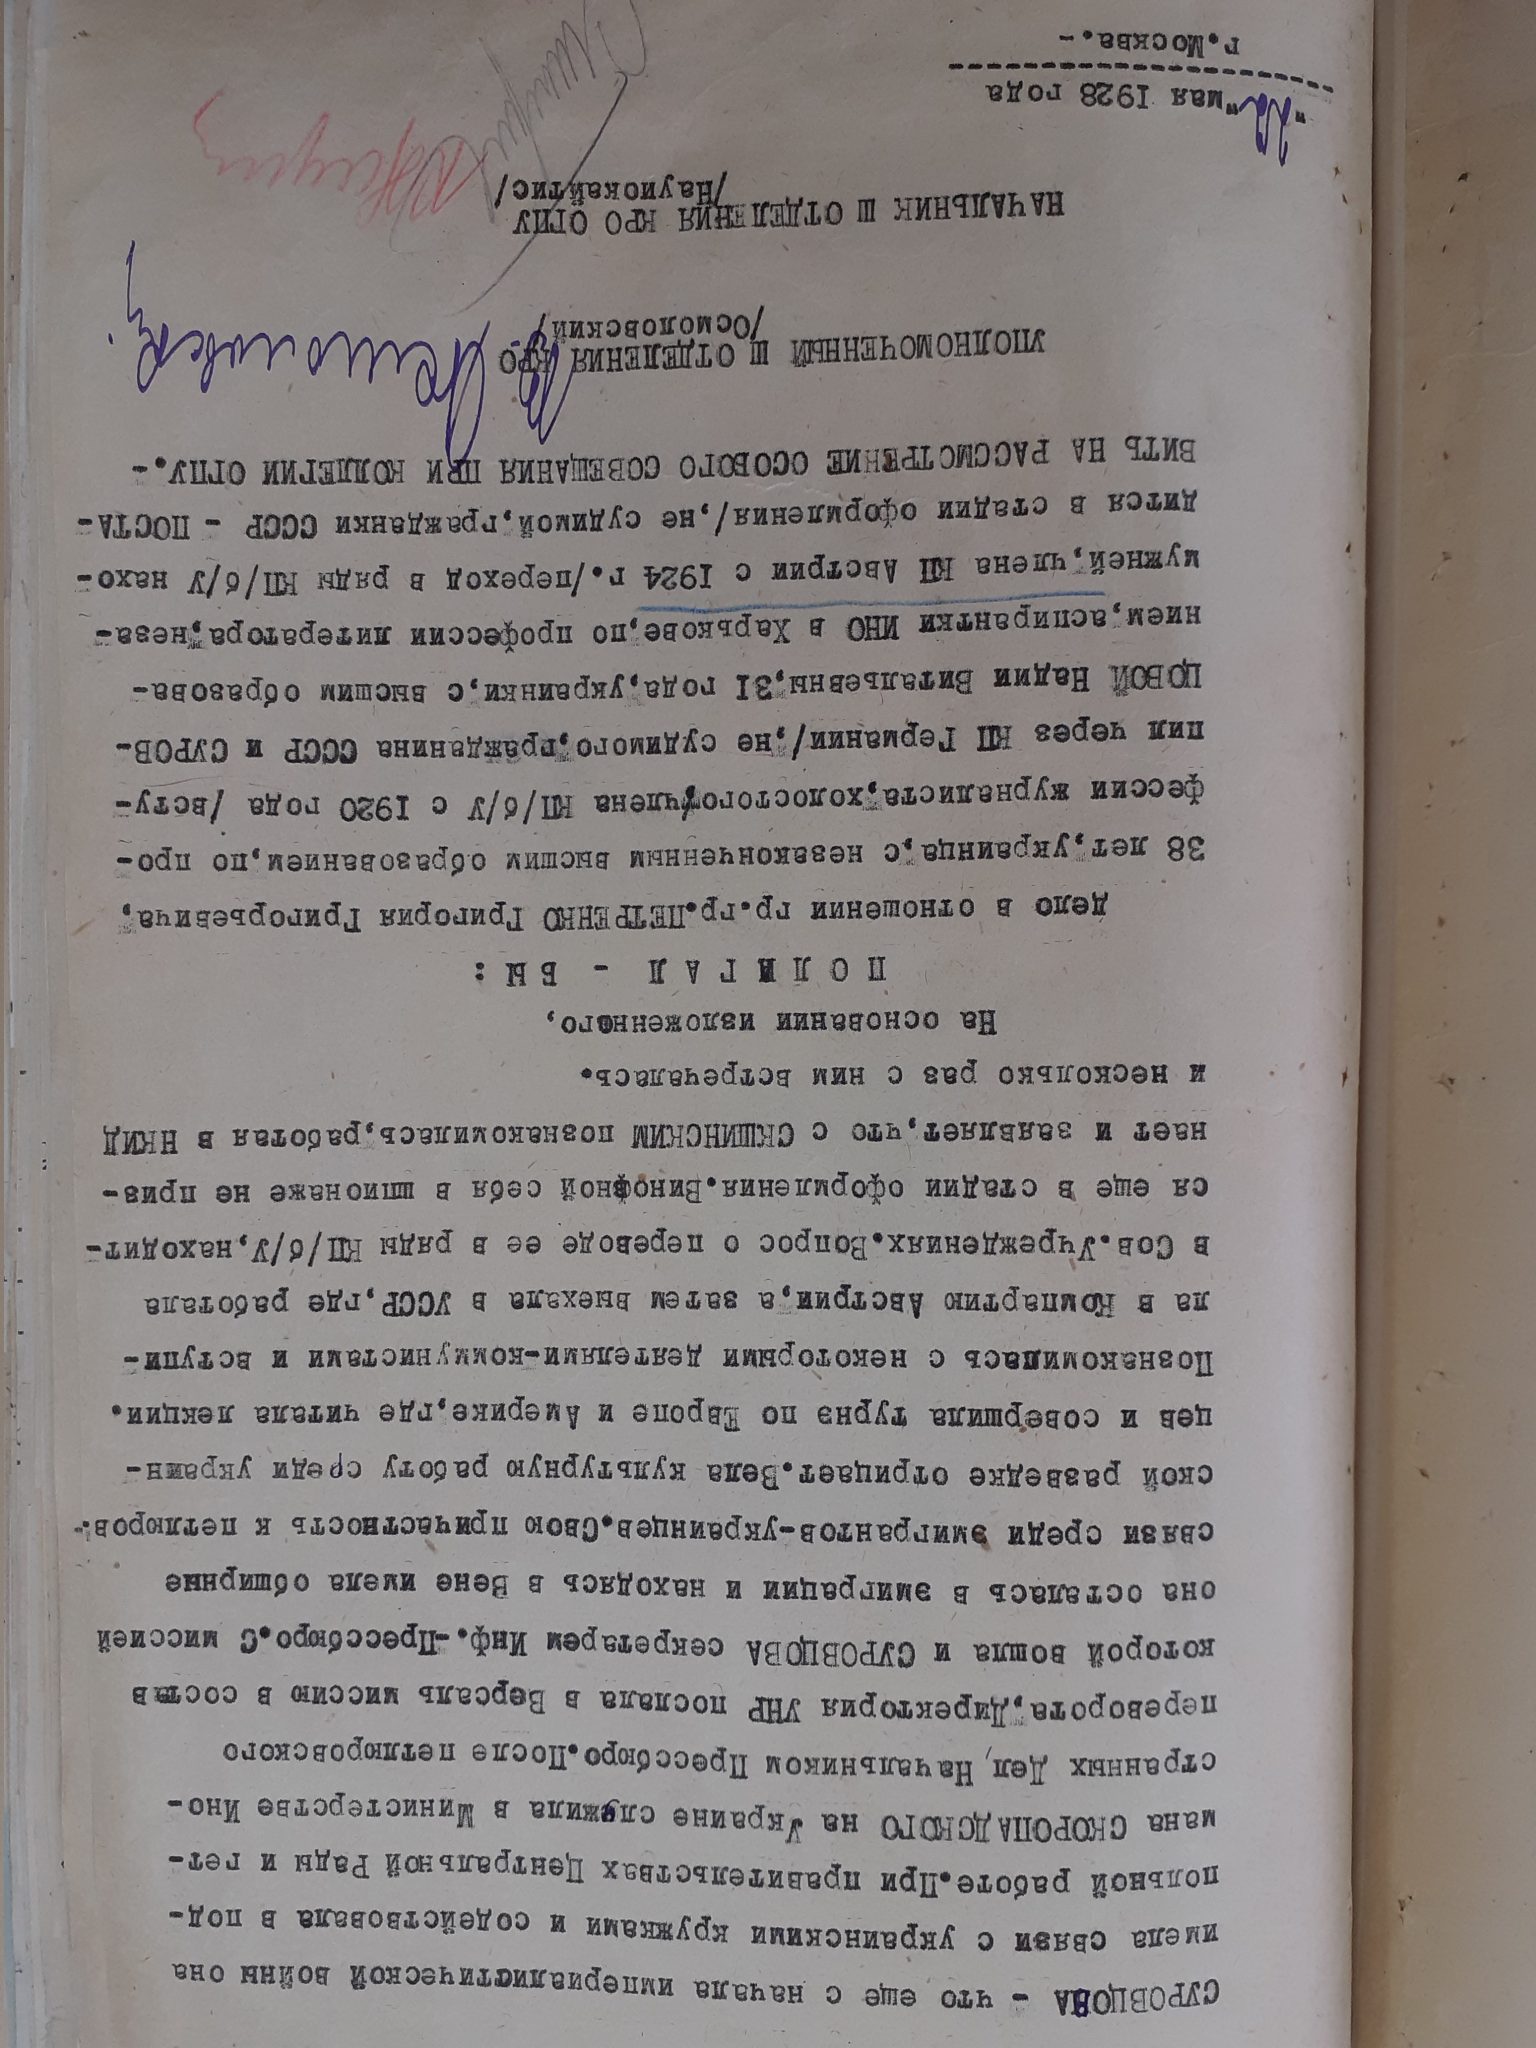 СУРОВЦОВА - что еще с начала империалистической войны она
имела связи с украинскими кружками и содействовала в под-
польной работе.При правительствах Центральной Рады и гет-
мана СКОРОПАДСКОГО на Украине служила в Министерстве Ино-
странных Дел, Начальником Прессбюро.После петлюровского
переворота,Директория УНР послала в Версаль миссию в состав
которой вошла и СУРОВЦОВА секретарем Инф.-Прессбюро.С миссией
она осталась в эмиграции и находясь в Вене имела обширные
связи среди эмигрантов-украинцев.Свою причастность к петлюров-
ской разведке отрицает.Вела культурную работу среди украин-
цев и совершила турнэ по Европе и Америке,где читала лекции.
Познакомилась с некоторыми деятелями-коммунистами и вступи-
ла в Компартию Австрии,а затем выехала в УССР,где работала
в Сов.Учреждениях.Вопрос о переводе ее в ряды КП/б/У,находит-
ся еще в стадии оформления.Виновной себя в шпионаже не приз-
нает и заявляет,что с СКШИНСКИМ познакомилась,работая в НКИД
и несколько раз с ним встречалась.
На основании изложенного,
ПОЛАГАЛ - БЫ:
дело в отношении гр.гр.ПЕТРЕНКО Григория Григорьевича,
38 лет,украинца,с незаконченным высшим образованием,по про-
фессии журналиста,холостого,члена КП/б/У с 1920 года /всту-
пил через КП Германии/,не судимого,гражданина СССР и СУРОВ-
ЦОВОЙ Надии Витальевны,31 года,украинки,с высшим образова-
нием,аспирантки ИНО в Харькове,по профессии литератора,неза-
мужней,члена КП Австрии с 1924 г./переход в ряды КП/б/У нахо-
дится в стадии оформления/,не судимой,гражданки СССР - ПОСТА-
ВИТЬ НА РАССМОТРЕНИЕ ОСОБОГО СОВЕЩАНИЯ ПРИ КОЛЛЕГИИ ОГПУ.-
УПОЛНОМОЧЕННЫЙ Ш ОТДЕЛЕНИЯ КРО
/Осмоловский/
НАЧАЛЬНИК Ш ОТДЕЛЕНИЯ КРО ОГПУ
/Науиокайтис/
" "мая 1928 года
г.Москва.-